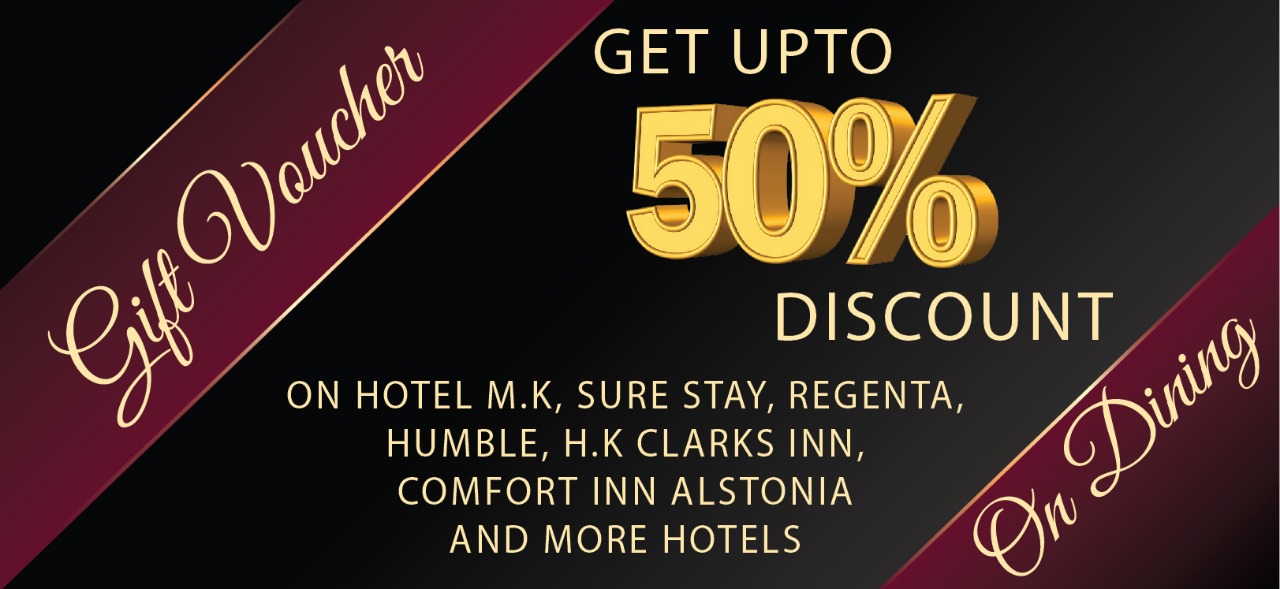 Gift Voucher
GET UPTO
50%
DISCOUNT
ON HOTEL M.K, SURE STAY, REGENTA,
HUMBLE, H.K CLARKS INN,
COMFORT INN ALSTONIA
AND MORE HOTELS
On Dining